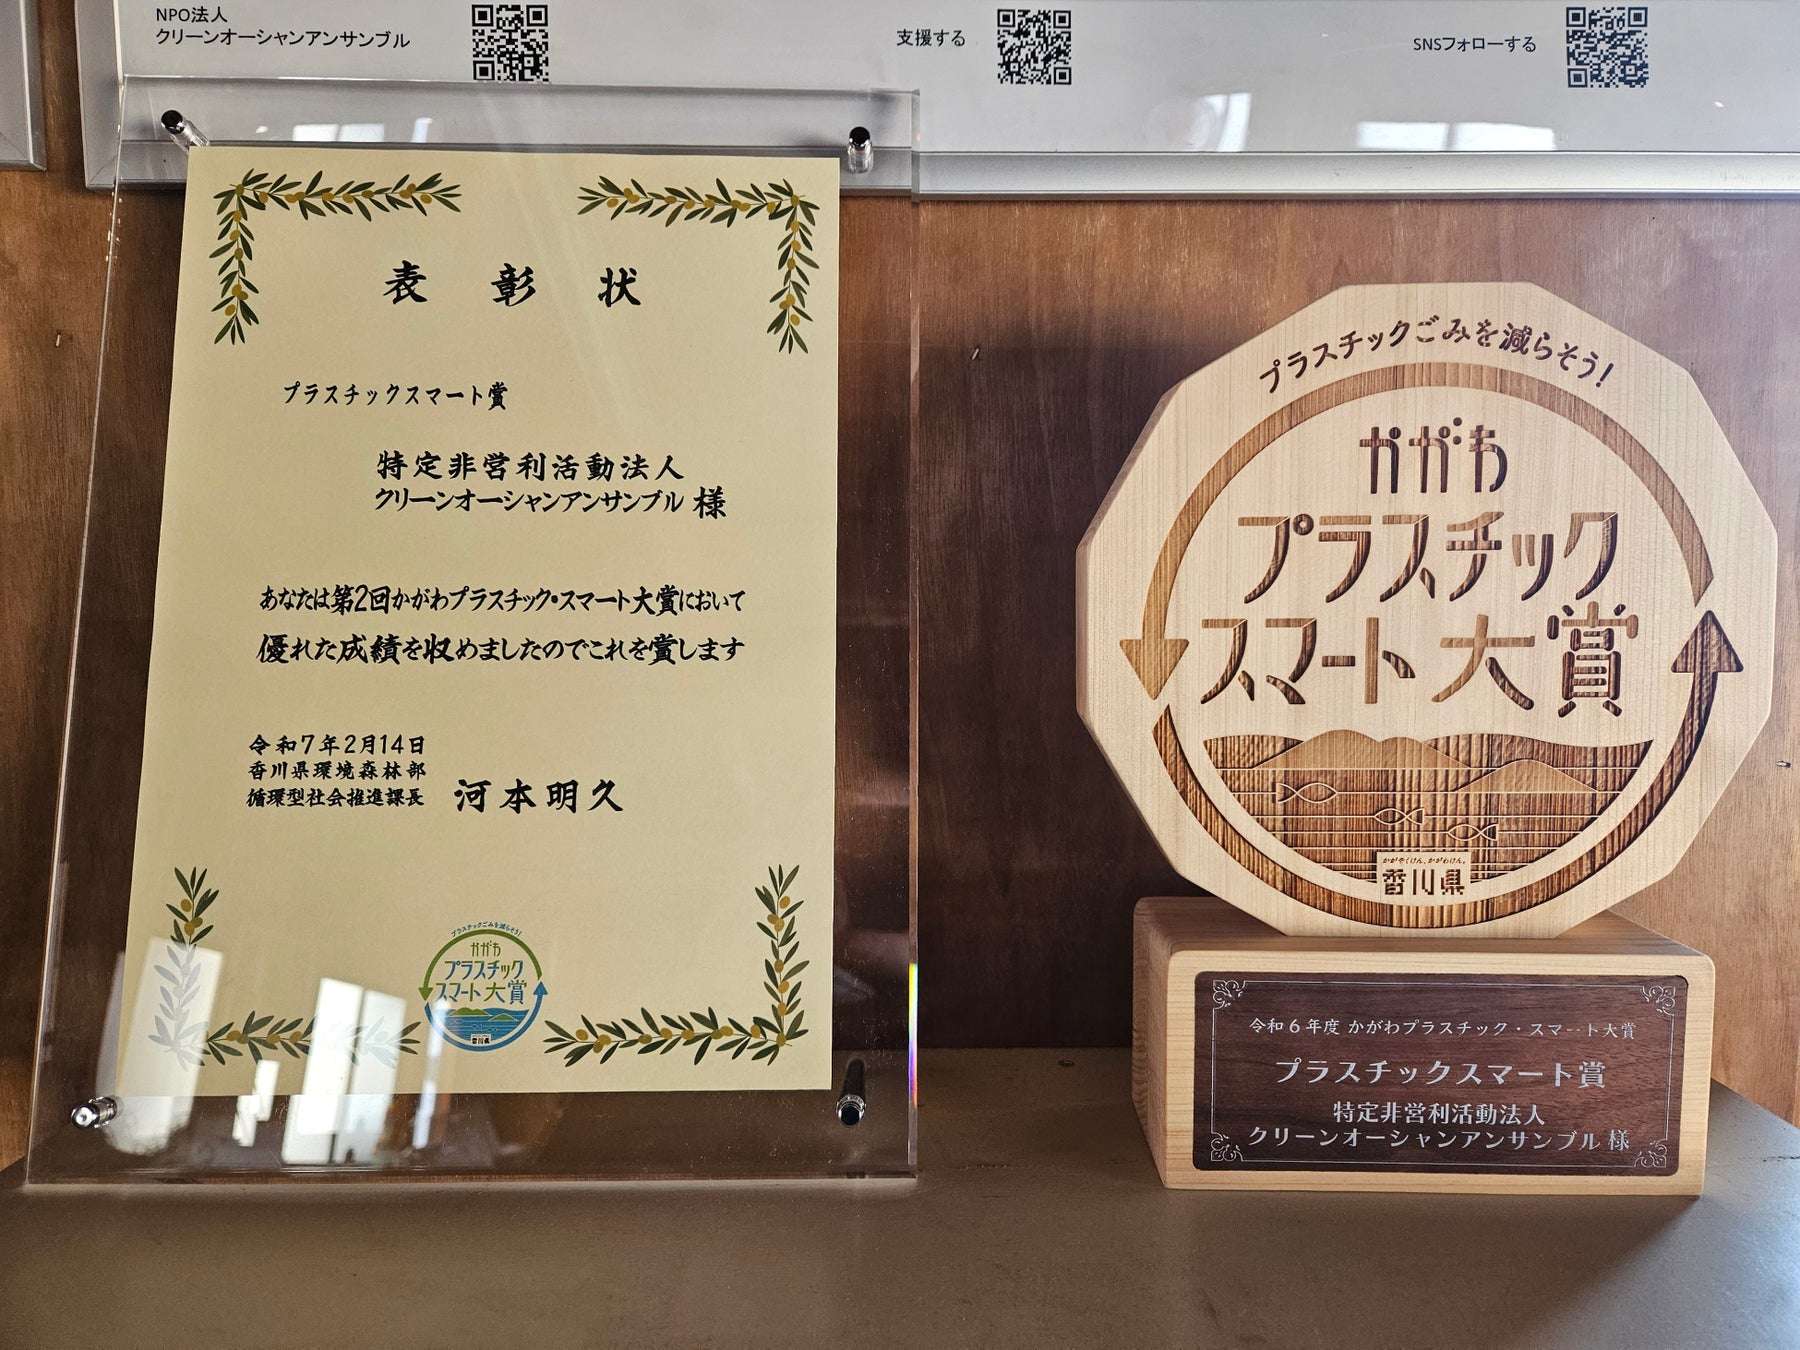 NPO法人
クリーンオーシャンアンサンブル
支援する
SNSフォローする
表彰状
プラスチックスマート賞
特定非営利活動法人
クリーンオーシャンアンサンブル 様
あなたは第2回かがわプラスチック・スマート大賞において
優れた成績を収めましたのでこれを賞します
令和7年2月14日
香川県環境森林部
循環型社会推進課長 河本明久
プラスチックごみを減らそう!
かがわ
プラスチック
スマート大賞
香川県
プラスチックごみを減らそう!
かがわ
プラスチック
スマート大賞
かがやくけん、かがわけん。
香川県
令和6年度 かがわプラスチック・スマート大賞
プラスチックスマート賞
特定非営利活動法人
クリーンオーシャンアンサンブル 様